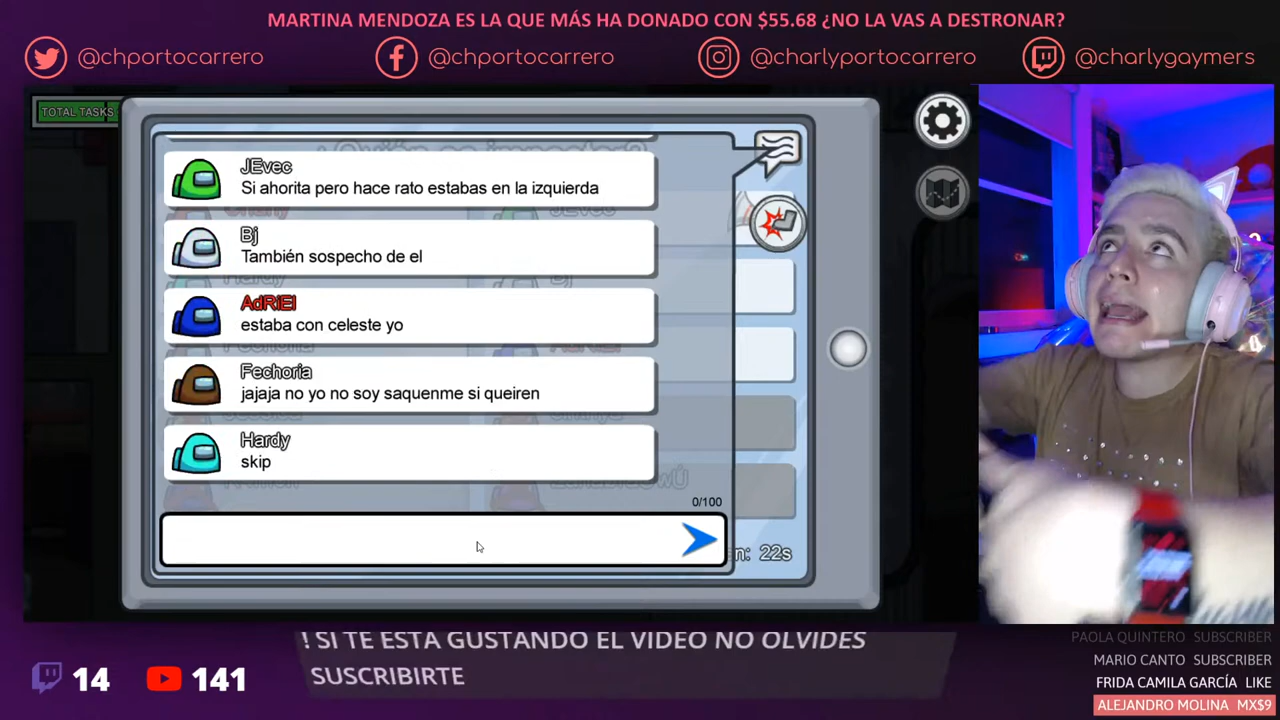 MARTINA MENDOZA ES LA QUE MÁS HA DONADO CON $55.68 ¿NO LA VAS A DESTRONAR?
@chportocarrero
@chportocarrero
@charlyportocarrero
@charlygaymers
TOTAL TASKS
JEvec
Si ahorita pero hace rato estabas en la izquierda
Bj
También sospecho de el
AdRiEl
estaba con celeste yo
Fechoria
jajaja no yo no soy saquenme si queiren
Hardy
skip
0/100
n: 22s
! SI TE ESTA GUSTANDO EL VIDEO NO OLVIDES
SUSCRIBIRTE
14
141
PAOLA QUINTERO SUBSCRIBER
MARIO CANTO SUBSCRIBER
FRIDA CAMILA GARCÍA LIKE
ALEJANDRO MOLINA MX$9